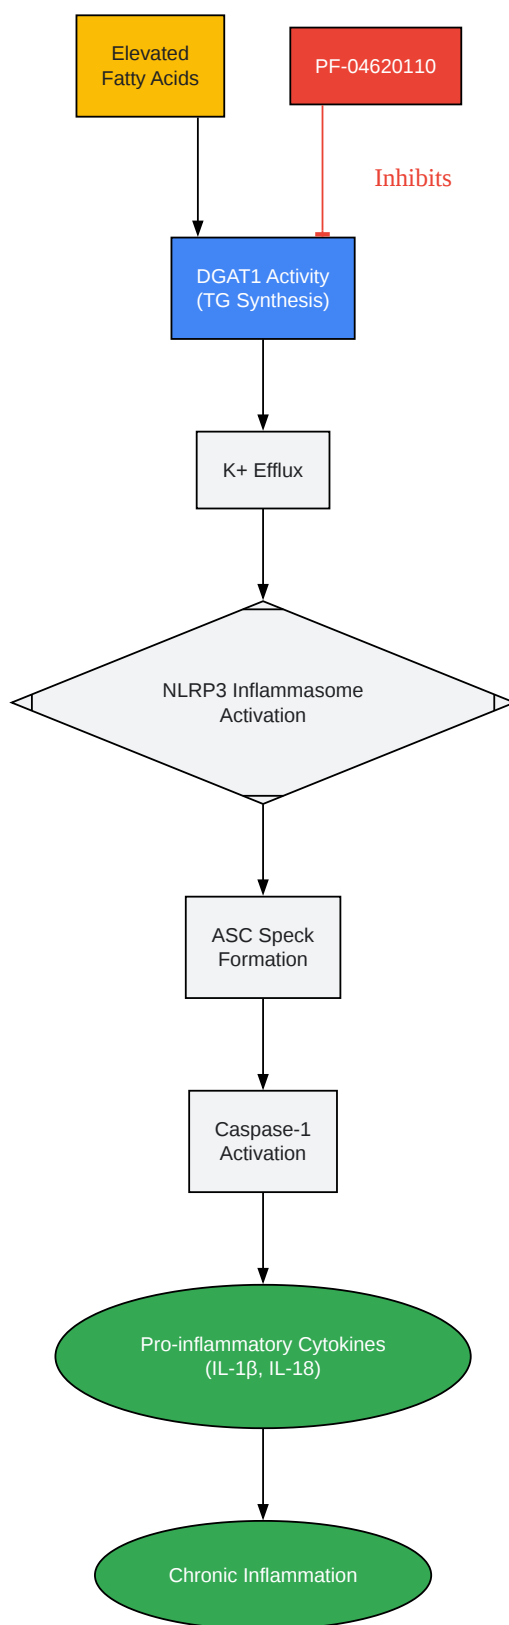 Elevated
Fatty Acids
PF-04620110
Inhibits
DGAT1 Activity
(TG Synthesis)
K+ Efflux
NLRP3 Inflammasome
Activation
ASC Speck
Formation
Caspase-1
Activation
Pro-inflammatory Cytokines
(IL-1β, IL-18)
Chronic Inflammation